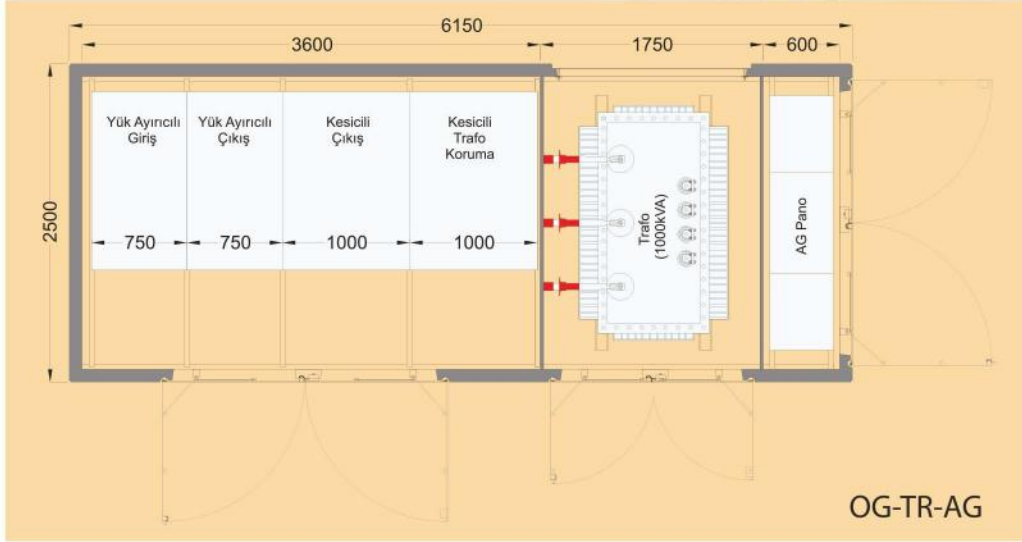 6150
3600
1750
600
2500
Yük Ayırıcılı
Giriş
Yük Ayırıcılı
Çıkış
Kesicili
Çıkış
Kesicili
Trafo
Koruma
750
750
1000
1000
Trafo
(1000kVA)
AG Pano
OG-TR-AG